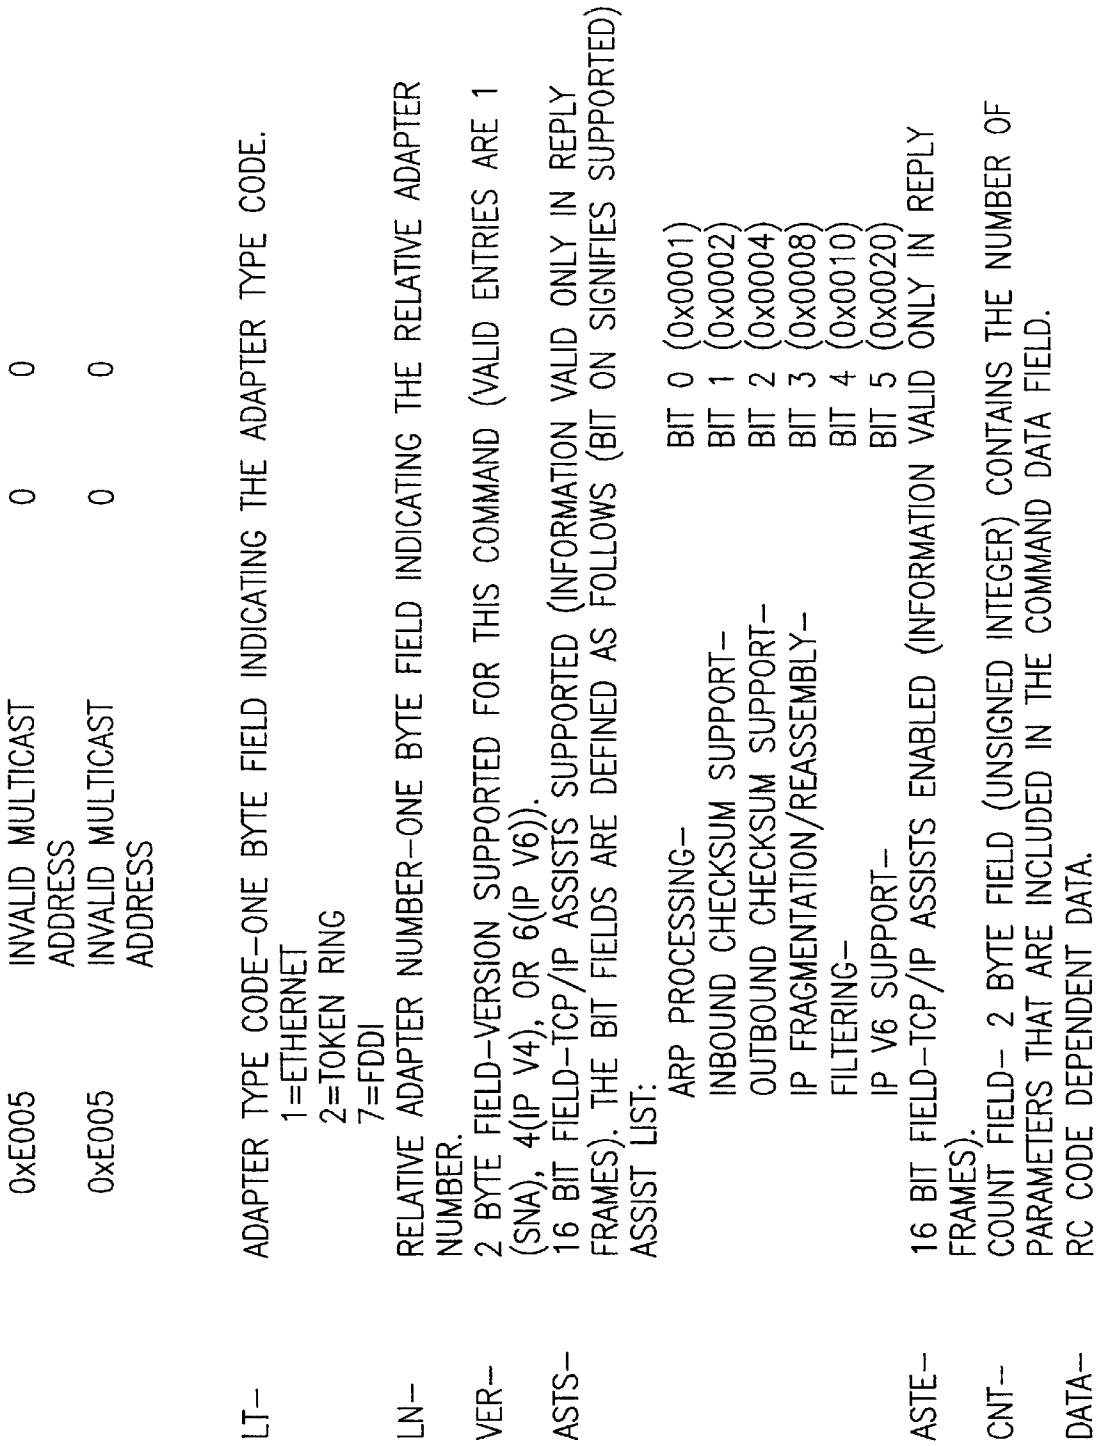 0xE005 INVALID MULTICAST 0 0
ADDRESS
0xE005 INVALID MULTICAST 0 0
ADDRESS
LT- ADAPTER TYPE CODE-ONE BYTE FIELD INDICATING THE ADAPTER TYPE CODE.
1=ETHERNET
2=TOKEN RING
7=FDDI
LN- RELATIVE ADAPTER NUMBER-ONE BYTE FIELD INDICATING THE RELATIVE ADAPTER
NUMBER.
VER- 2 BYTE FIELD-VERSION SUPPORTED FOR THIS COMMAND (VALID ENTRIES ARE 1
(SNA), 4(IP V4), OR 6(IP V6)).
ASTS- 16 BIT FIELD-TCP/IP ASSISTS SUPPORTED (INFORMATION VALID ONLY IN REPLY
FRAMES). THE BIT FIELDS ARE DEFINED AS FOLLOWS (BIT ON SIGNIFIES SUPPORTED)
ASSIST LIST:
ARP PROCESSING- BIT 0 (0x0001)
INBOUND CHECKSUM SUPPORT- BIT 1 (0x0002)
OUTBOUND CHECKSUM SUPPORT- BIT 2 (0x0004)
IP FRAGMENTATION/REASSEMBLY- BIT 3 (0x0008)
FILTERING- BIT 4 (0x0010)
IP V6 SUPPORT- BIT 5 (0x0020)
ASTE- 16 BIT FIELD-TCP/IP ASSISTS ENABLED (INFORMATION VALID ONLY IN REPLY
FRAMES).
CNT- COUNT FIELD- 2 BYTE FIELD (UNSIGNED INTEGER) CONTAINS THE NUMBER OF
PARAMETERS THAT ARE INCLUDED IN THE COMMAND DATA FIELD.
DATA- RC CODE DEPENDENT DATA.